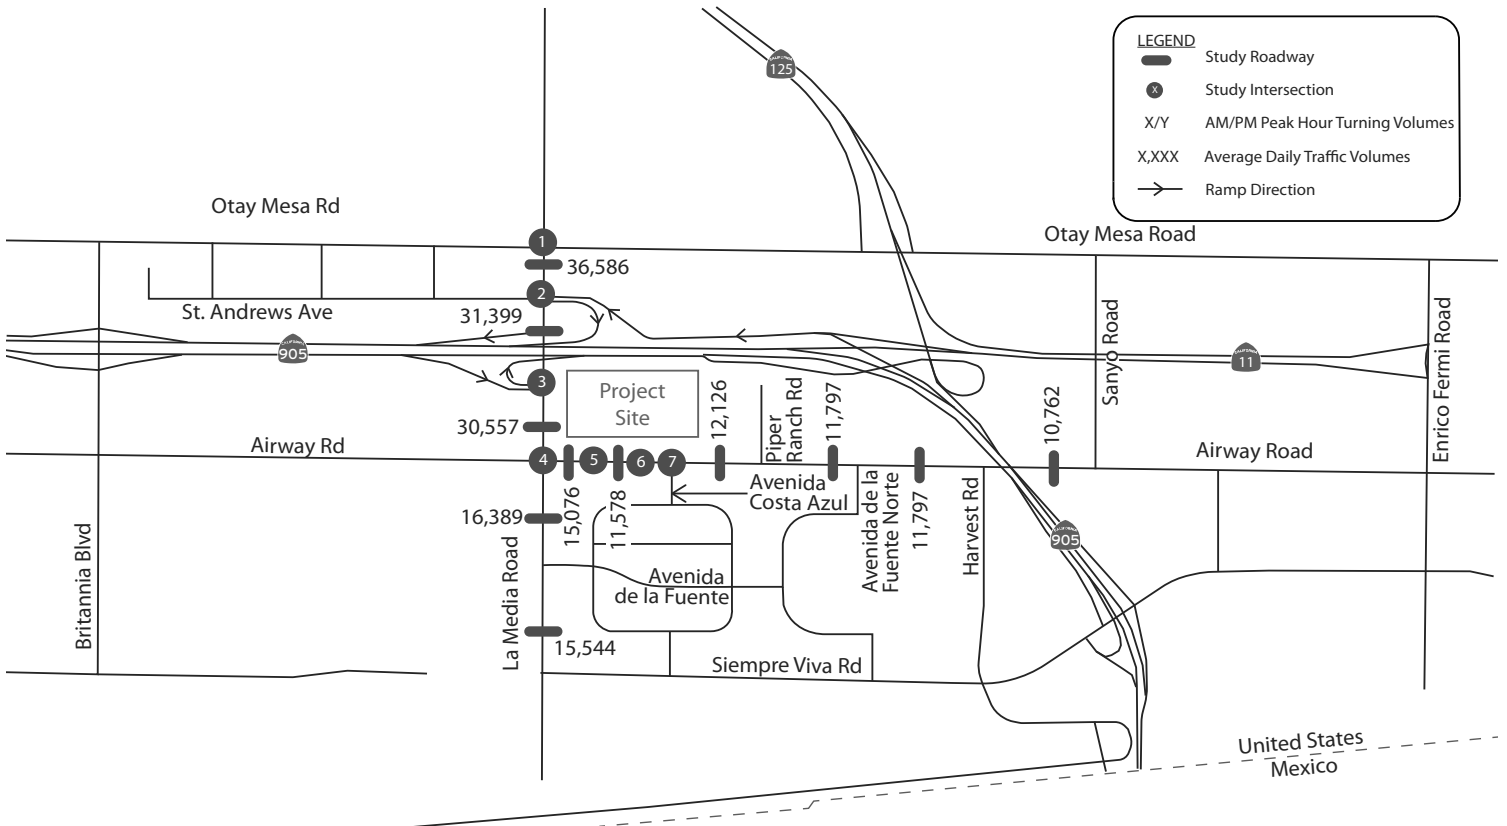 LEGEND
Study Roadway
X
Study Intersection
X/Y
AM/PM Peak Hour Turning Volumes
X,XXX
Average Daily Traffic Volumes
Ramp Direction
CALIFORNIA
125
Otay Mesa Rd
Otay Mesa Road
1
36,586
2
St. Andrews Ave
31,399
CALIFORNIA
905
CALIFORNIA
11
Sanyo Road
Enrico Fermi Road
3
Project
Site
30,557
12,126
Piper
Ranch Rd
11,797
10,762
Airway Rd
Airway Road
4
5
6
7
15,076
11,578
Avenida
Costa Azul
16,389
Avenida de la
Fuente Norte
11,797
Harvest Rd
CALIFORNIA
905
Britannia Blvd
La Media Road
Avenida
de la Fuente
15,544
Siempre Viva Rd
United States
Mexico